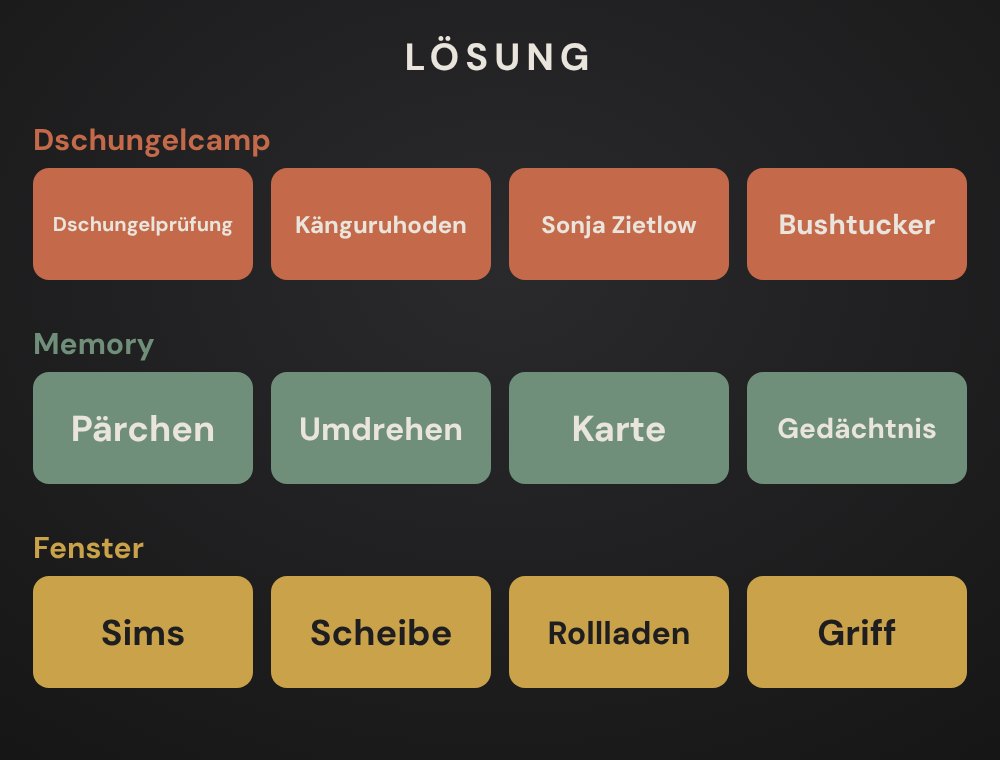 LÖSUNG
Dschungelcamp
Dschungelprüfung Känguruhoden Sonja Zietlow Bushtucker
Memory
Pärchen Umdrehen Karte Gedächtnis
Fenster
Sims Scheibe Rollladen Griff